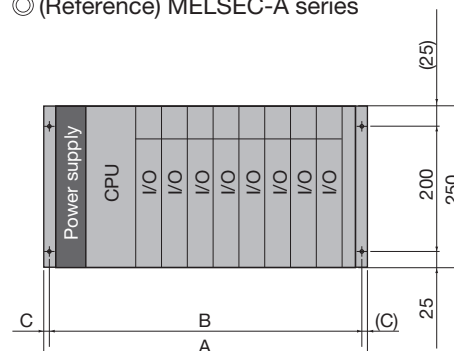 ◎ (Reference) MELSEC-A series
(25)
Power supply
CPU
I/O
I/O
I/O
I/O
I/O
I/O
I/O
I/O
200
250
25
C
B
(C)
A